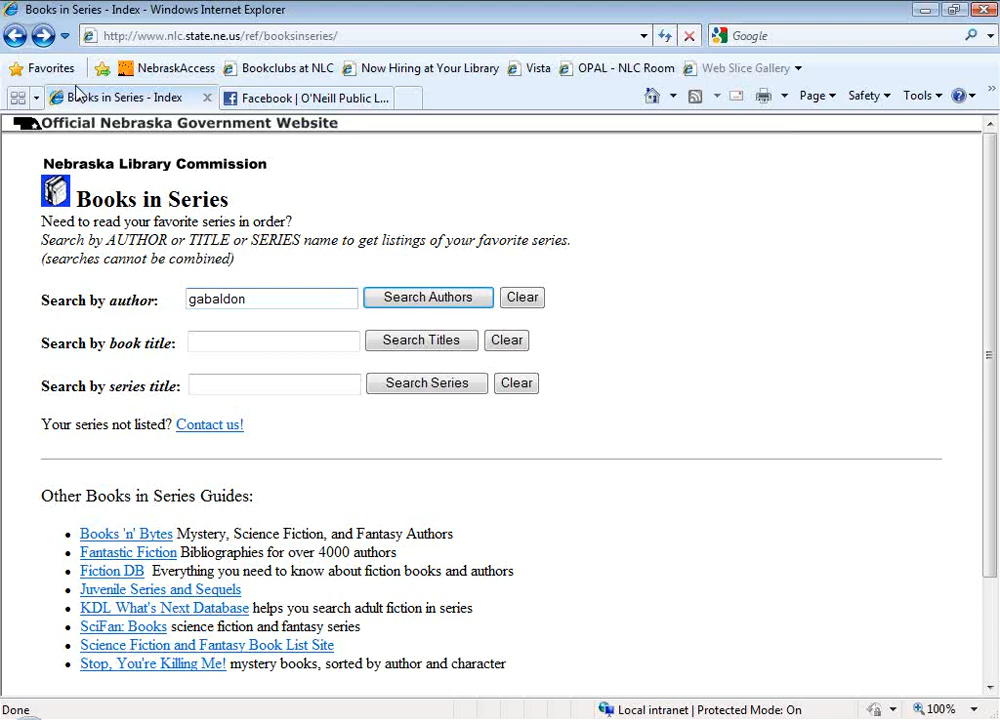 Books in Series - Index - Windows Internet Explorer
http://www.nlc.state.ne.us/ref/booksinseries/
Google
Favorites
NebraskAccess
Bookclubs at NLC
Now Hiring at Your Library
Vista
OPAL - NLC Room
Web Slice Gallery
Books in Series - Index
Facebook | O'Neill Public L...
Page
Safety
Tools
Official Nebraska Government Website
Nebraska Library Commission
Books in Series
Need to read your favorite series in order?
Search by AUTHOR or TITLE or SERIES name to get listings of your favorite series.
(searches cannot be combined)
Search by author: gabaldon Search Authors Clear
Search by book title: Search Titles Clear
Search by series title: Search Series Clear
Your series not listed? Contact us!
Other Books in Series Guides:
Books 'n' Bytes Mystery, Science Fiction, and Fantasy Authors
Fantastic Fiction Bibliographies for over 4000 authors
Fiction DB Everything you need to know about fiction books and authors
Juvenile Series and Sequels
KDL What's Next Database helps you search adult fiction in series
SciFan: Books science fiction and fantasy series
Science Fiction and Fantasy Book List Site
Stop, You're Killing Me! mystery books, sorted by author and character
Done
Local intranet | Protected Mode: On
100%